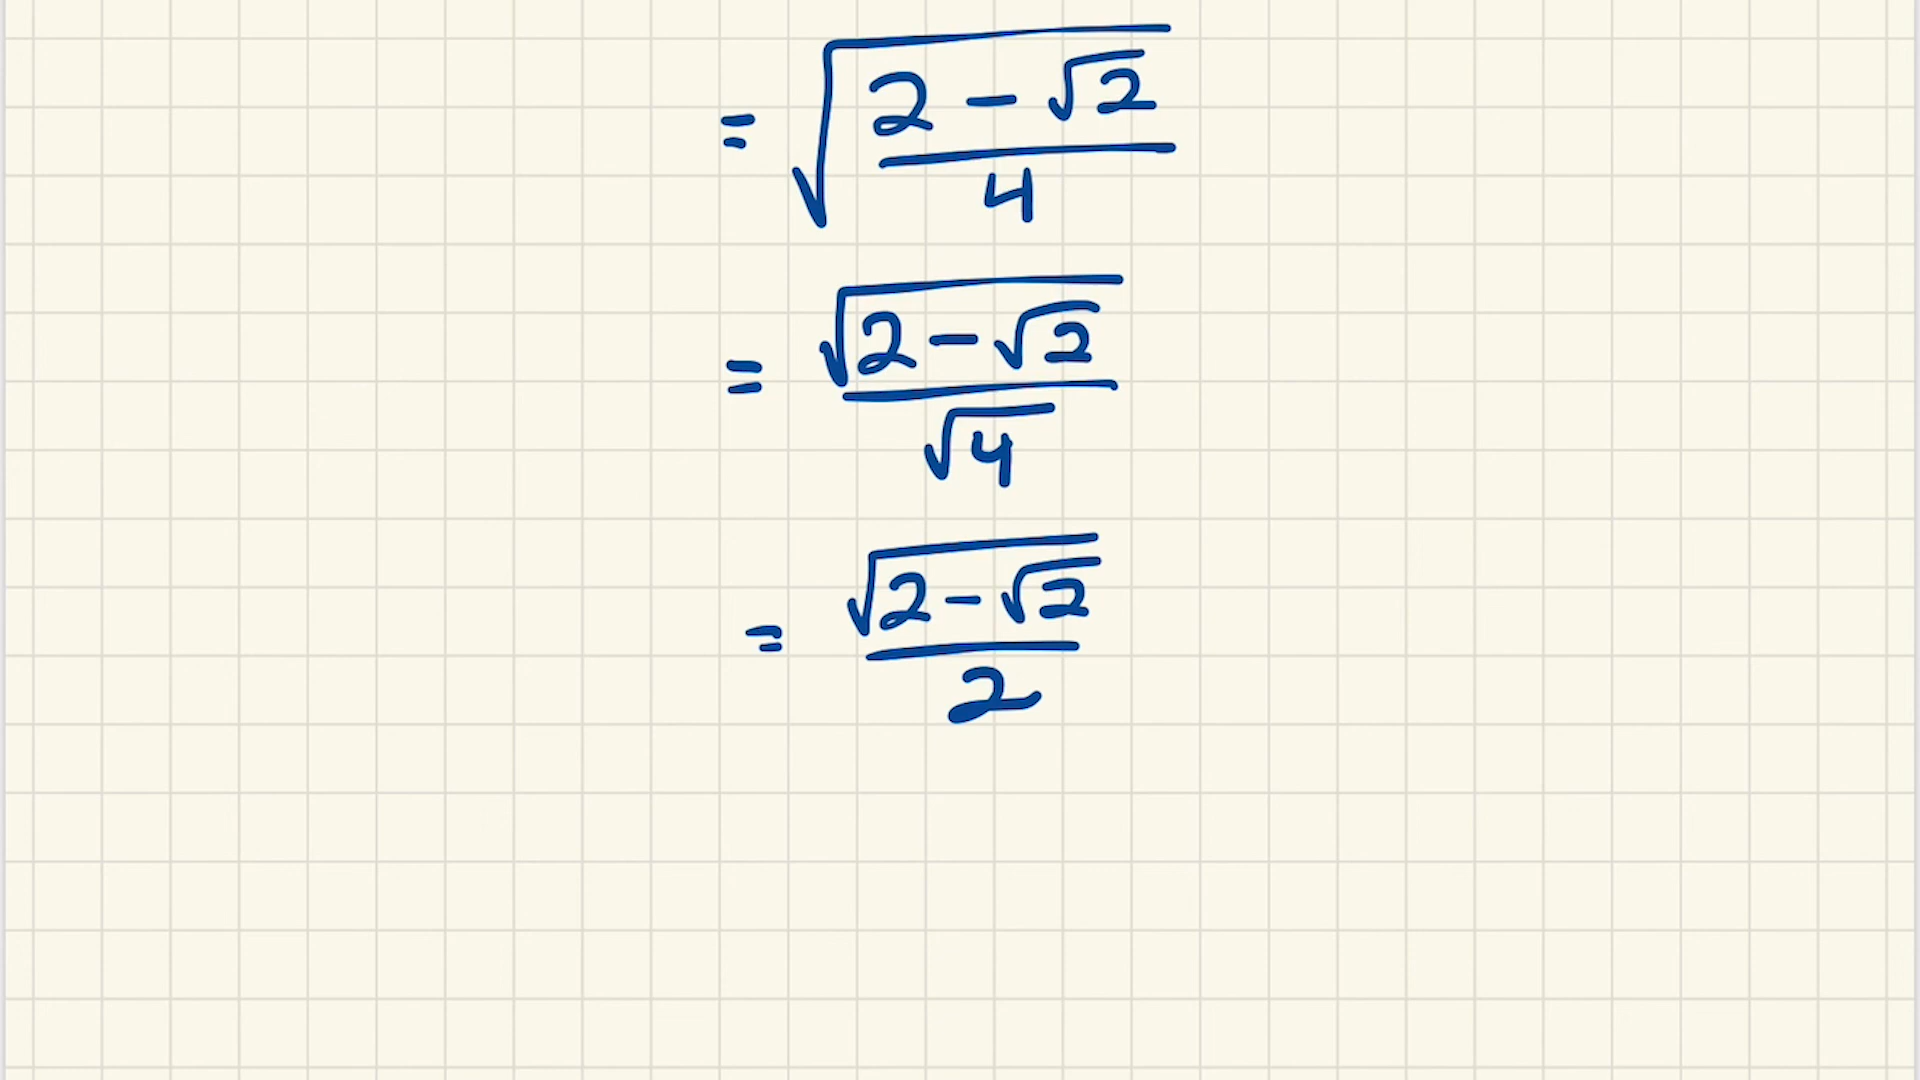 = √((2 - √2)/4)
= √(2 - √2)/√4
= √(2 - √2)/2